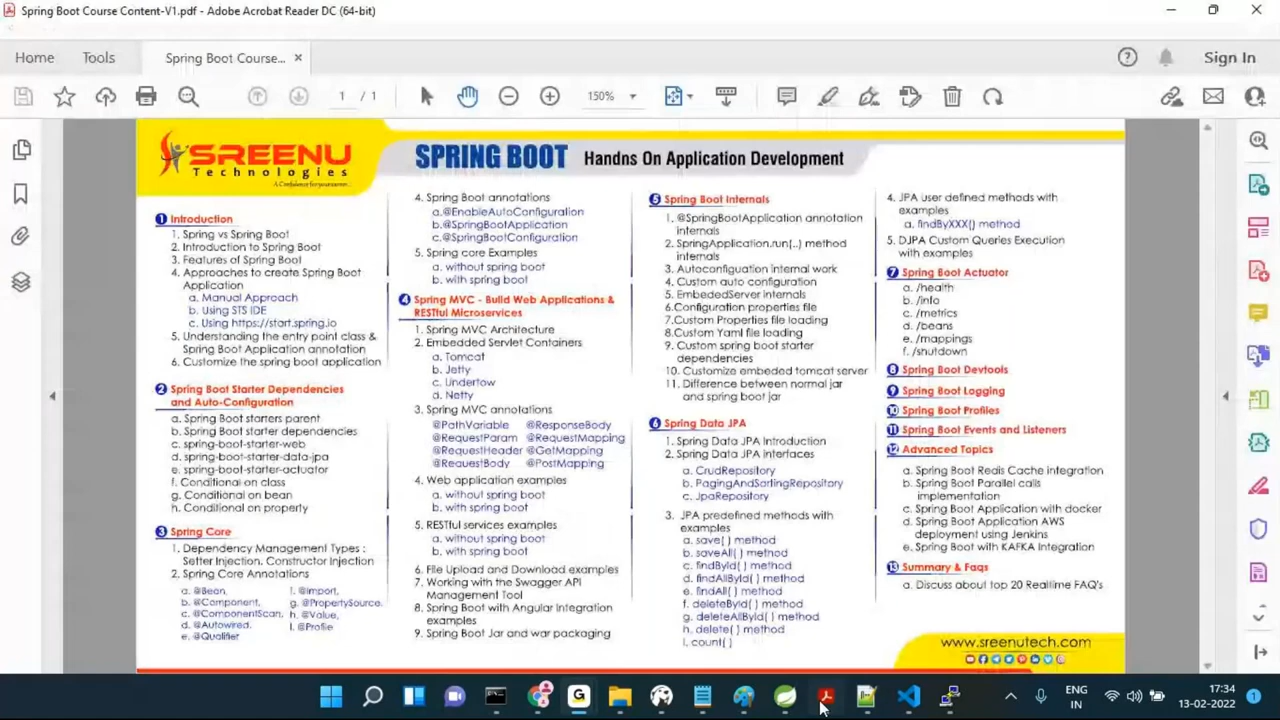 Spring Boot Course Content-V1.pdf - Adobe Acrobat Reader DC (64-bit)
Home
Tools
Spring Boot Course...
Sign In
1 / 1
150%
SREENU
Technologies
A Confidence for your career...
SPRING BOOT Handns On Application Development
1 Introduction
1. Spring vs Spring Boot
2. Introduction to Spring Boot
3. Features of Spring Boot
4. Approaches to create Spring Boot
Application
a. Manual Approach
b. Using STS IDE
c. Using https://start.spring.io
5. Understanding the entry point class &
Spring Boot Application annotation
6. Customize the spring boot application
2 Spring Boot Starter Dependencies
and Auto-Configuration
a. Spring Boot starters parent
b. Spring Boot starter dependencies
c. spring-boot-starter-web
d. spring-boot-starter-data-jpa
e. spring-boot-starter-actuator
f. Conditional on class
g. Conditional on bean
h. Conditional on property
3 Spring Core
1. Dependency Management Types :
Setter Injection, Constructor Injection
2. Spring Core Annotations
a. @Bean,
b. @Component,
c. @ComponentScan,
d. @Autowired,
e. @Qualifier
f. @Import,
g. @PropertySource,
h. @Value,
I. @Profile
4. Spring Boot annotations
a.@EnableAutoConfiguration
b.@SpringBootApplication
c.@SpringBootConfiguration
5. Spring core Examples
a. without spring boot
b. with spring boot
4 Spring MVC - Build Web Applications &
RESTful Microservices
1. Spring MVC Architecture
2. Embedded Servlet Containers
a. Tomcat
b. Jetty
c. Undertow
d. Netty
3. Spring MVC annotations
@PathVariable @ResponseBody
@RequestParam @RequestMapping
@RequestHeader @GetMapping
@RequestBody @PostMapping
4. Web application examples
a. without spring boot
b. with spring boot
5. RESTful services examples
a. without spring boot
b. with spring boot
6. File Upload and Download examples
7. Working with the Swagger API
Management Tool
8. Spring Boot with Angular Integration
examples
9. Spring Boot Jar and war packaging
5 Spring Boot Internals
1. @SpringBootApplication annotation
internals
2. SpringApplication.run(..) method
internals
3. Autoconfiguation internal work
4. Custom auto configuration
5. EmbededServer internals
6.Configuration properties file
7.Custom Properties file loading
8.Custom Yaml file loading
9. Custom spring boot starter
dependencies
10. Customize embeded tomcat server
11. Difference between normal jar
and spring boot jar
6 Spring Data JPA
1. Spring Data JPA Introduction
2. Spring Data JPA interfaces
a. CrudRepository
b. PagingAndSortingRepository
c. JpaRepository
3. JPA predefined methods with
examples
a. save( ) method
b. saveAll( ) method
c. findById( ) method
d. findAllById( ) method
e. findAll( ) method
f. deleteById( ) method
g. deleteAllById( ) method
h. delete( ) method
I. count( )
4. JPA user defined methods with
examples
a. findByXXX() method
5. DJPA Custom Queries Execution
with examples
7 Spring Boot Actuator
a. /health
b. /info
c. /metrics
d. /beans
e. /mappings
f. /shutdown
8 Spring Boot Devtools
9 Spring Boot Logging
10 Spring Boot Profiles
11 Spring Boot Events and Listeners
12 Advanced Topics
a. Spring Boot Redis Cache integration
b. Spring Boot Parallel calls
implementation
c. Spring Boot Application with docker
d. Spring Boot Application AWS
deployment using Jenkins
e. Spring Boot with KAFKA Integration
13 Summary & Faqs
a. Discuss about top 20 Realtime FAQ's
www.sreenutech.com
ENG
IN
17:34
13-02-2022